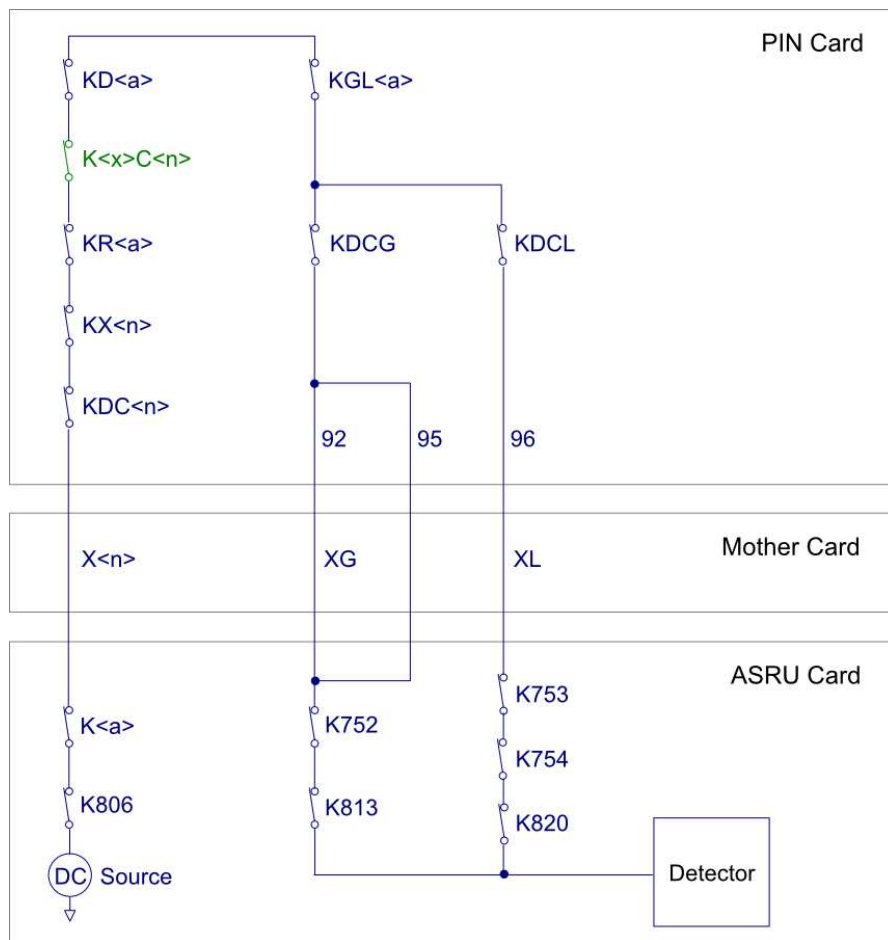 PIN Card
KD<a>
KGL<a>
K<x>C<n>
KR<a>
KDCG
KDCL
KX<n>
KDC<n>
92
95
96
Mother Card
X<n>
XG
XL
ASRU Card
K753
K<a>
K752
K754
K806
K813
K820
DC Source
Detector